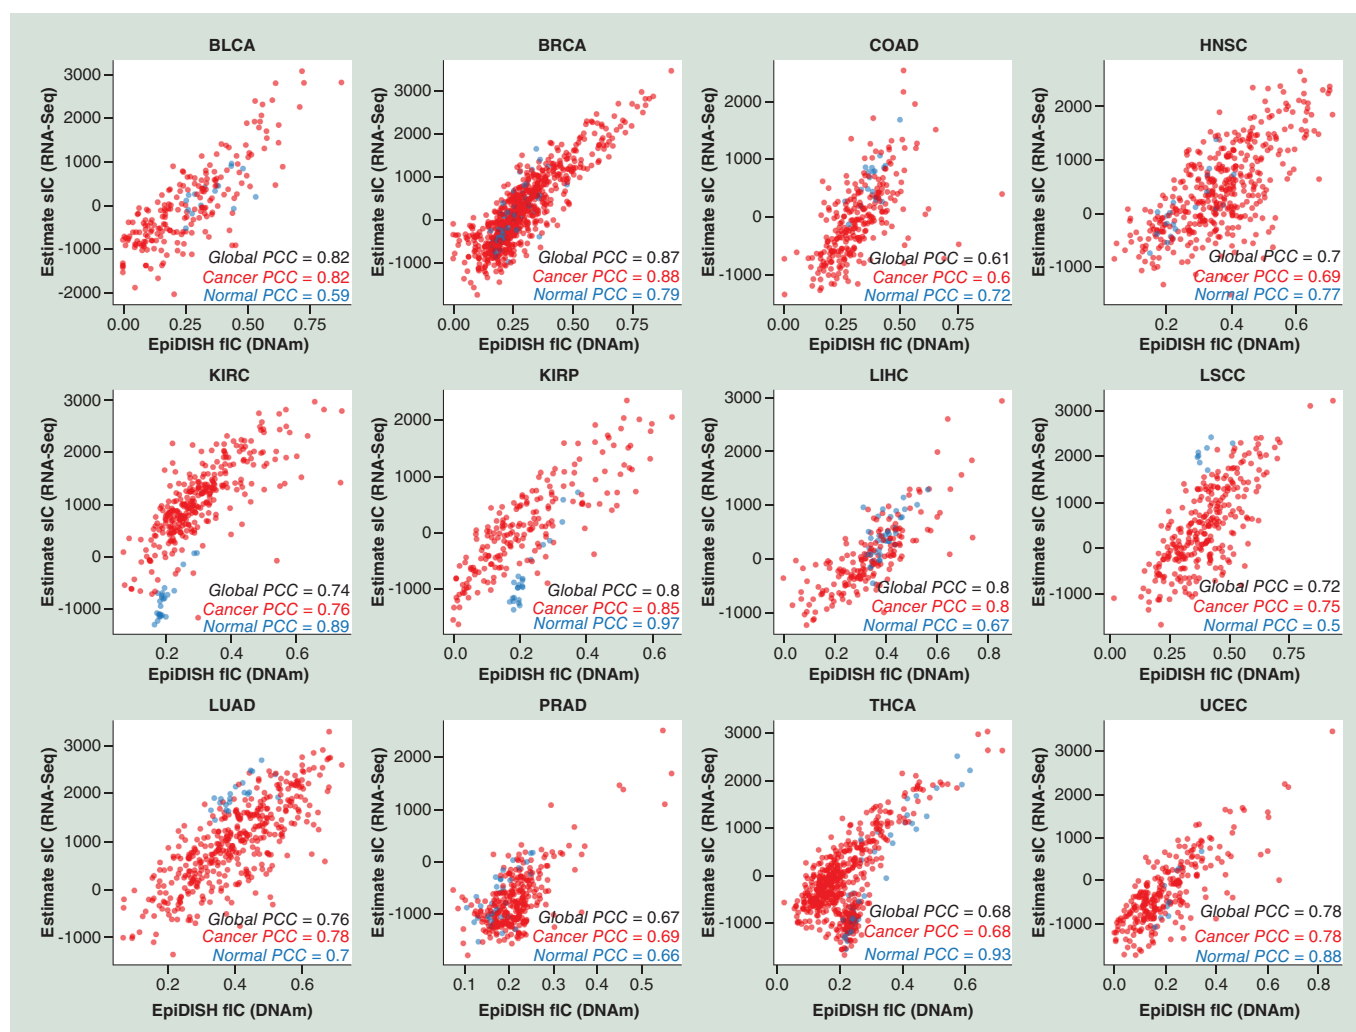 BLCA
Estimate sIC (RNA-Seq)
3000
2000
1000
0
-1000
-2000
Global PCC = 0.82
Cancer PCC = 0.82
Normal PCC = 0.59
0.00 0.25 0.50 0.75
EpiDISH fIC (DNAm)
BRCA
Estimate sIC (RNA-Seq)
3000
2000
1000
0
-1000
Global PCC = 0.87
Cancer PCC = 0.88
Normal PCC = 0.79
0.00 0.25 0.50 0.75
EpiDISH fIC (DNAm)
COAD
Estimate sIC (RNA-Seq)
2000
1000
0
-1000
Global PCC = 0.61
Cancer PCC = 0.6
Normal PCC = 0.72
0.00 0.25 0.50 0.75
EpiDISH fIC (DNAm)
HNSC
Estimate sIC (RNA-Seq)
2000
1000
0
-1000
Global PCC = 0.7
Cancer PCC = 0.69
Normal PCC = 0.77
0.2 0.4 0.6
EpiDISH fIC (DNAm)
KIRC
Estimate sIC (RNA-Seq)
3000
2000
1000
0
-1000
Global PCC = 0.74
Cancer PCC = 0.76
Normal PCC = 0.89
0.2 0.4 0.6
EpiDISH fIC (DNAm)
KIRP
Estimate sIC (RNA-Seq)
2000
1000
0
-1000
Global PCC = 0.8
Cancer PCC = 0.85
Normal PCC = 0.97
0.0 0.2 0.4 0.6
EpiDISH fIC (DNAm)
LIHC
Estimate sIC (RNA-Seq)
3000
2000
1000
0
-1000
Global PCC = 0.8
Cancer PCC = 0.8
Normal PCC = 0.67
0.0 0.2 0.4 0.6 0.8
EpiDISH fIC (DNAm)
LSCC
Estimate sIC (RNA-Seq)
3000
2000
1000
0
-1000
Global PCC = 0.72
Cancer PCC = 0.75
Normal PCC = 0.5
0.00 0.25 0.50 0.75
EpiDISH fIC (DNAm)
LUAD
Estimate sIC (RNA-Seq)
3000
2000
1000
0
-1000
Global PCC = 0.76
Cancer PCC = 0.78
Normal PCC = 0.7
0.2 0.4 0.6
EpiDISH fIC (DNAm)
PRAD
Estimate sIC (RNA-Seq)
2000
1000
0
-1000
Global PCC = 0.67
Cancer PCC = 0.69
Normal PCC = 0.66
0.1 0.2 0.3 0.4 0.5
EpiDISH fIC (DNAm)
THCA
Estimate sIC (RNA-Seq)
3000
2000
1000
0
-1000
Global PCC = 0.68
Cancer PCC = 0.68
Normal PCC = 0.93
0.0 0.2 0.4 0.6
EpiDISH fIC (DNAm)
UCEC
Estimate sIC (RNA-Seq)
3000
2000
1000
0
-1000
Global PCC = 0.78
Cancer PCC = 0.78
Normal PCC = 0.88
0.0 0.2 0.4 0.6 0.8
EpiDISH fIC (DNAm)